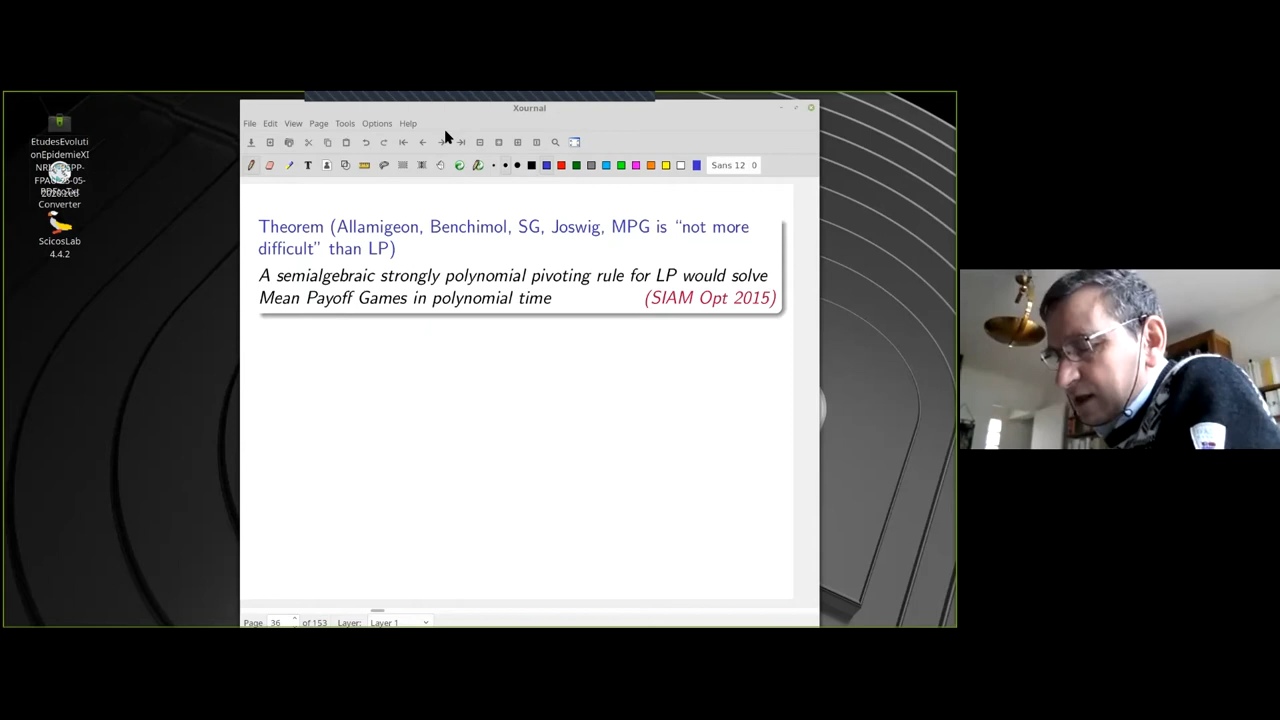 EtudesEvoluti
onEpidemieXI
Converter
ScicosLab
4.4.2
Xournal
File Edit View Page Tools Options Help
T
Sans 12
Theorem (Allamigeon, Benchimol, SG, Joswig, MPG is “not more
difficult” than LP)
A semialgebraic strongly polynomial pivoting rule for LP would solve
Mean Payoff Games in polynomial time (SIAM Opt 2015)
Page 36 of 153 Layer: Layer 1